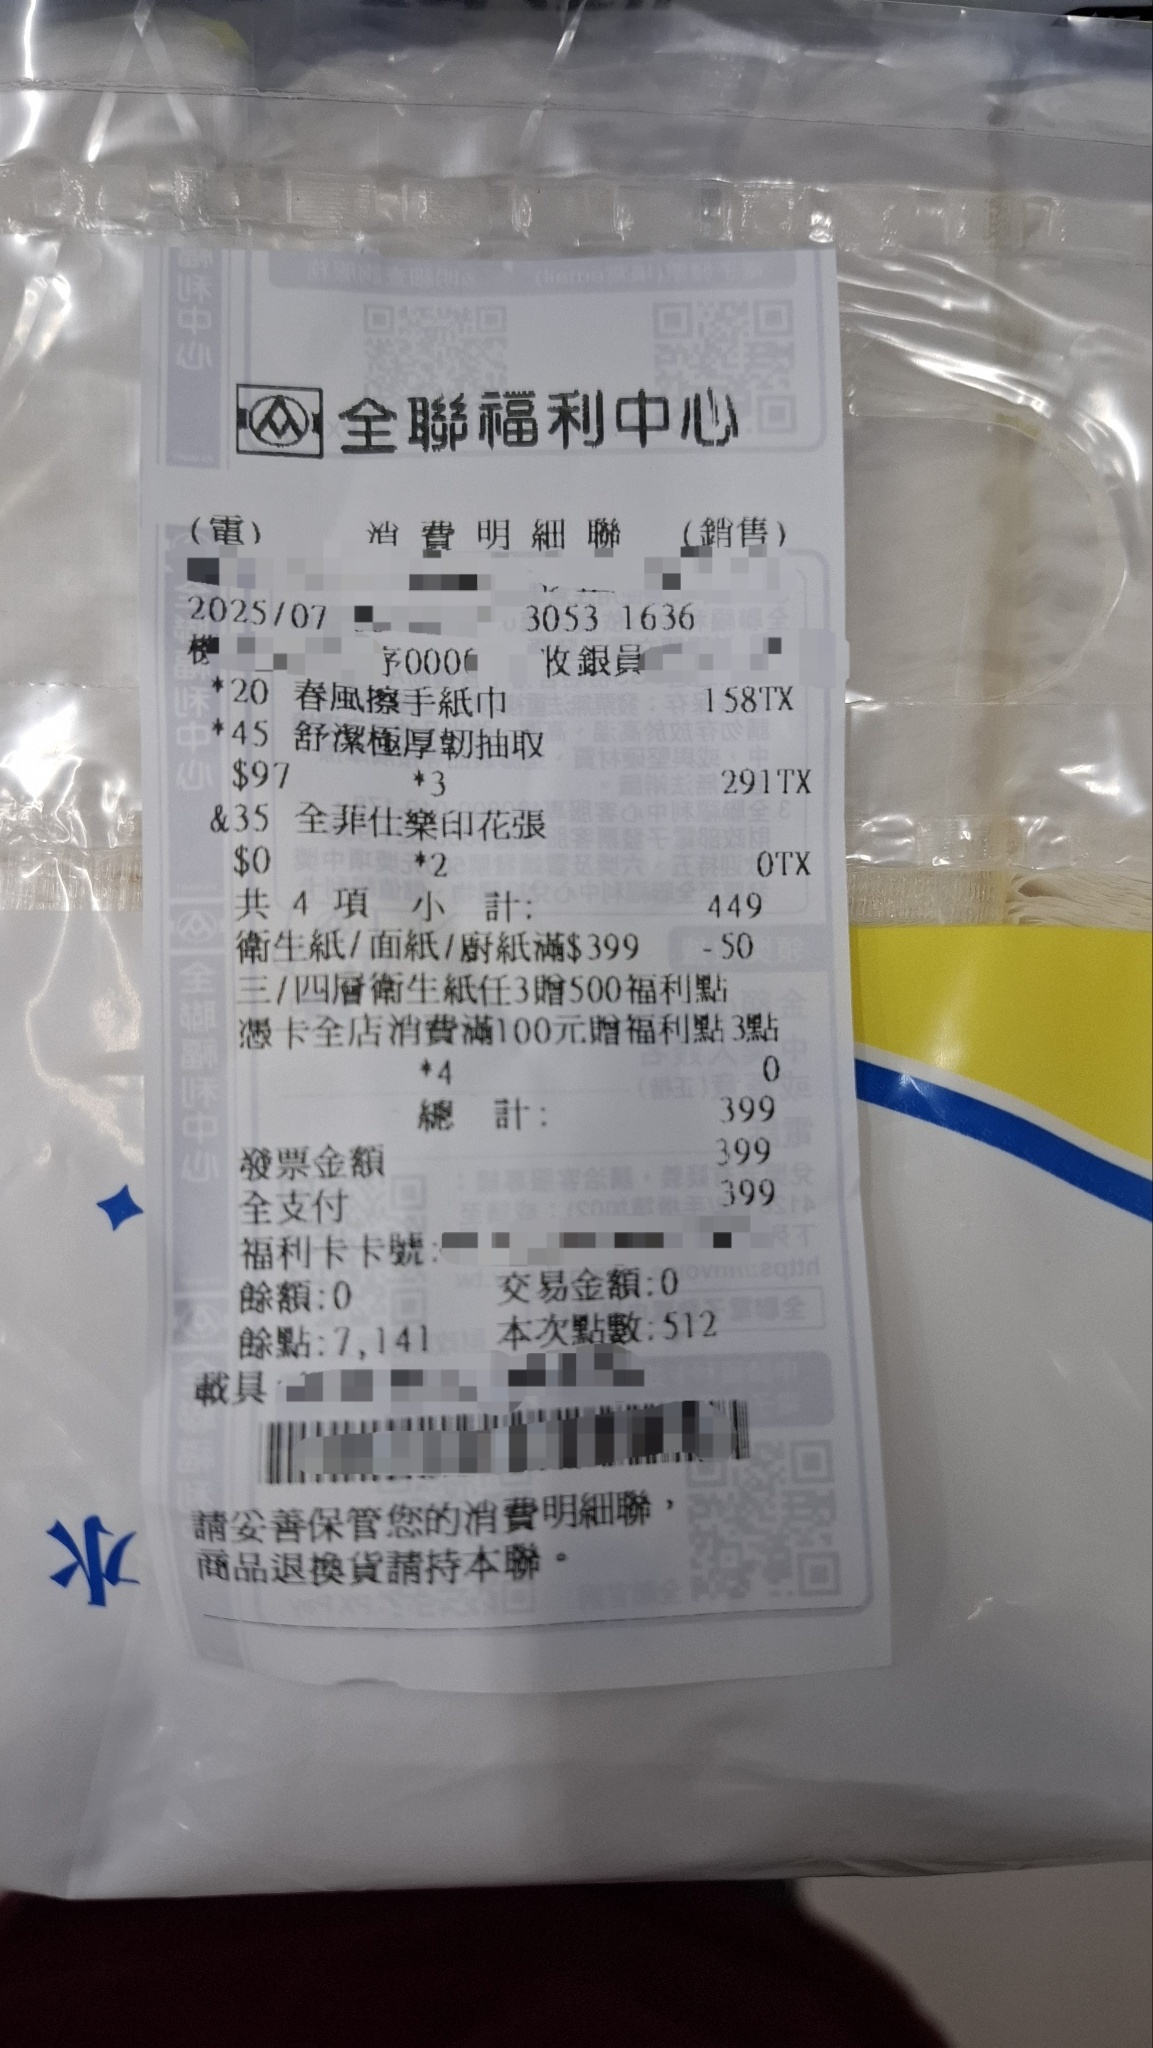 全聯福利中心
(電) 消費明細聯 (銷售)
2025/07 3053 1636
機 序0000 收銀員
*20 春風擦手紙巾 158TX
*45 舒潔極厚韌抽取
$97 *3 291TX
&35 全菲仕樂印花張
$0 *2 0TX
共 4 項 小 計: 449
衛生紙/面紙/廚紙滿$399 -50
三/四層衛生紙任3贈500福利點
憑卡全店消費滿100元贈福利點3點
*4 0
總 計: 399
發票金額 399
全支付 399
福利卡卡號:
餘額:0 交易金額:0
餘點:7,141 本次點數:512
載具
請妥善保管您的消費明細聯,
商品退換貨請持本聯。
水